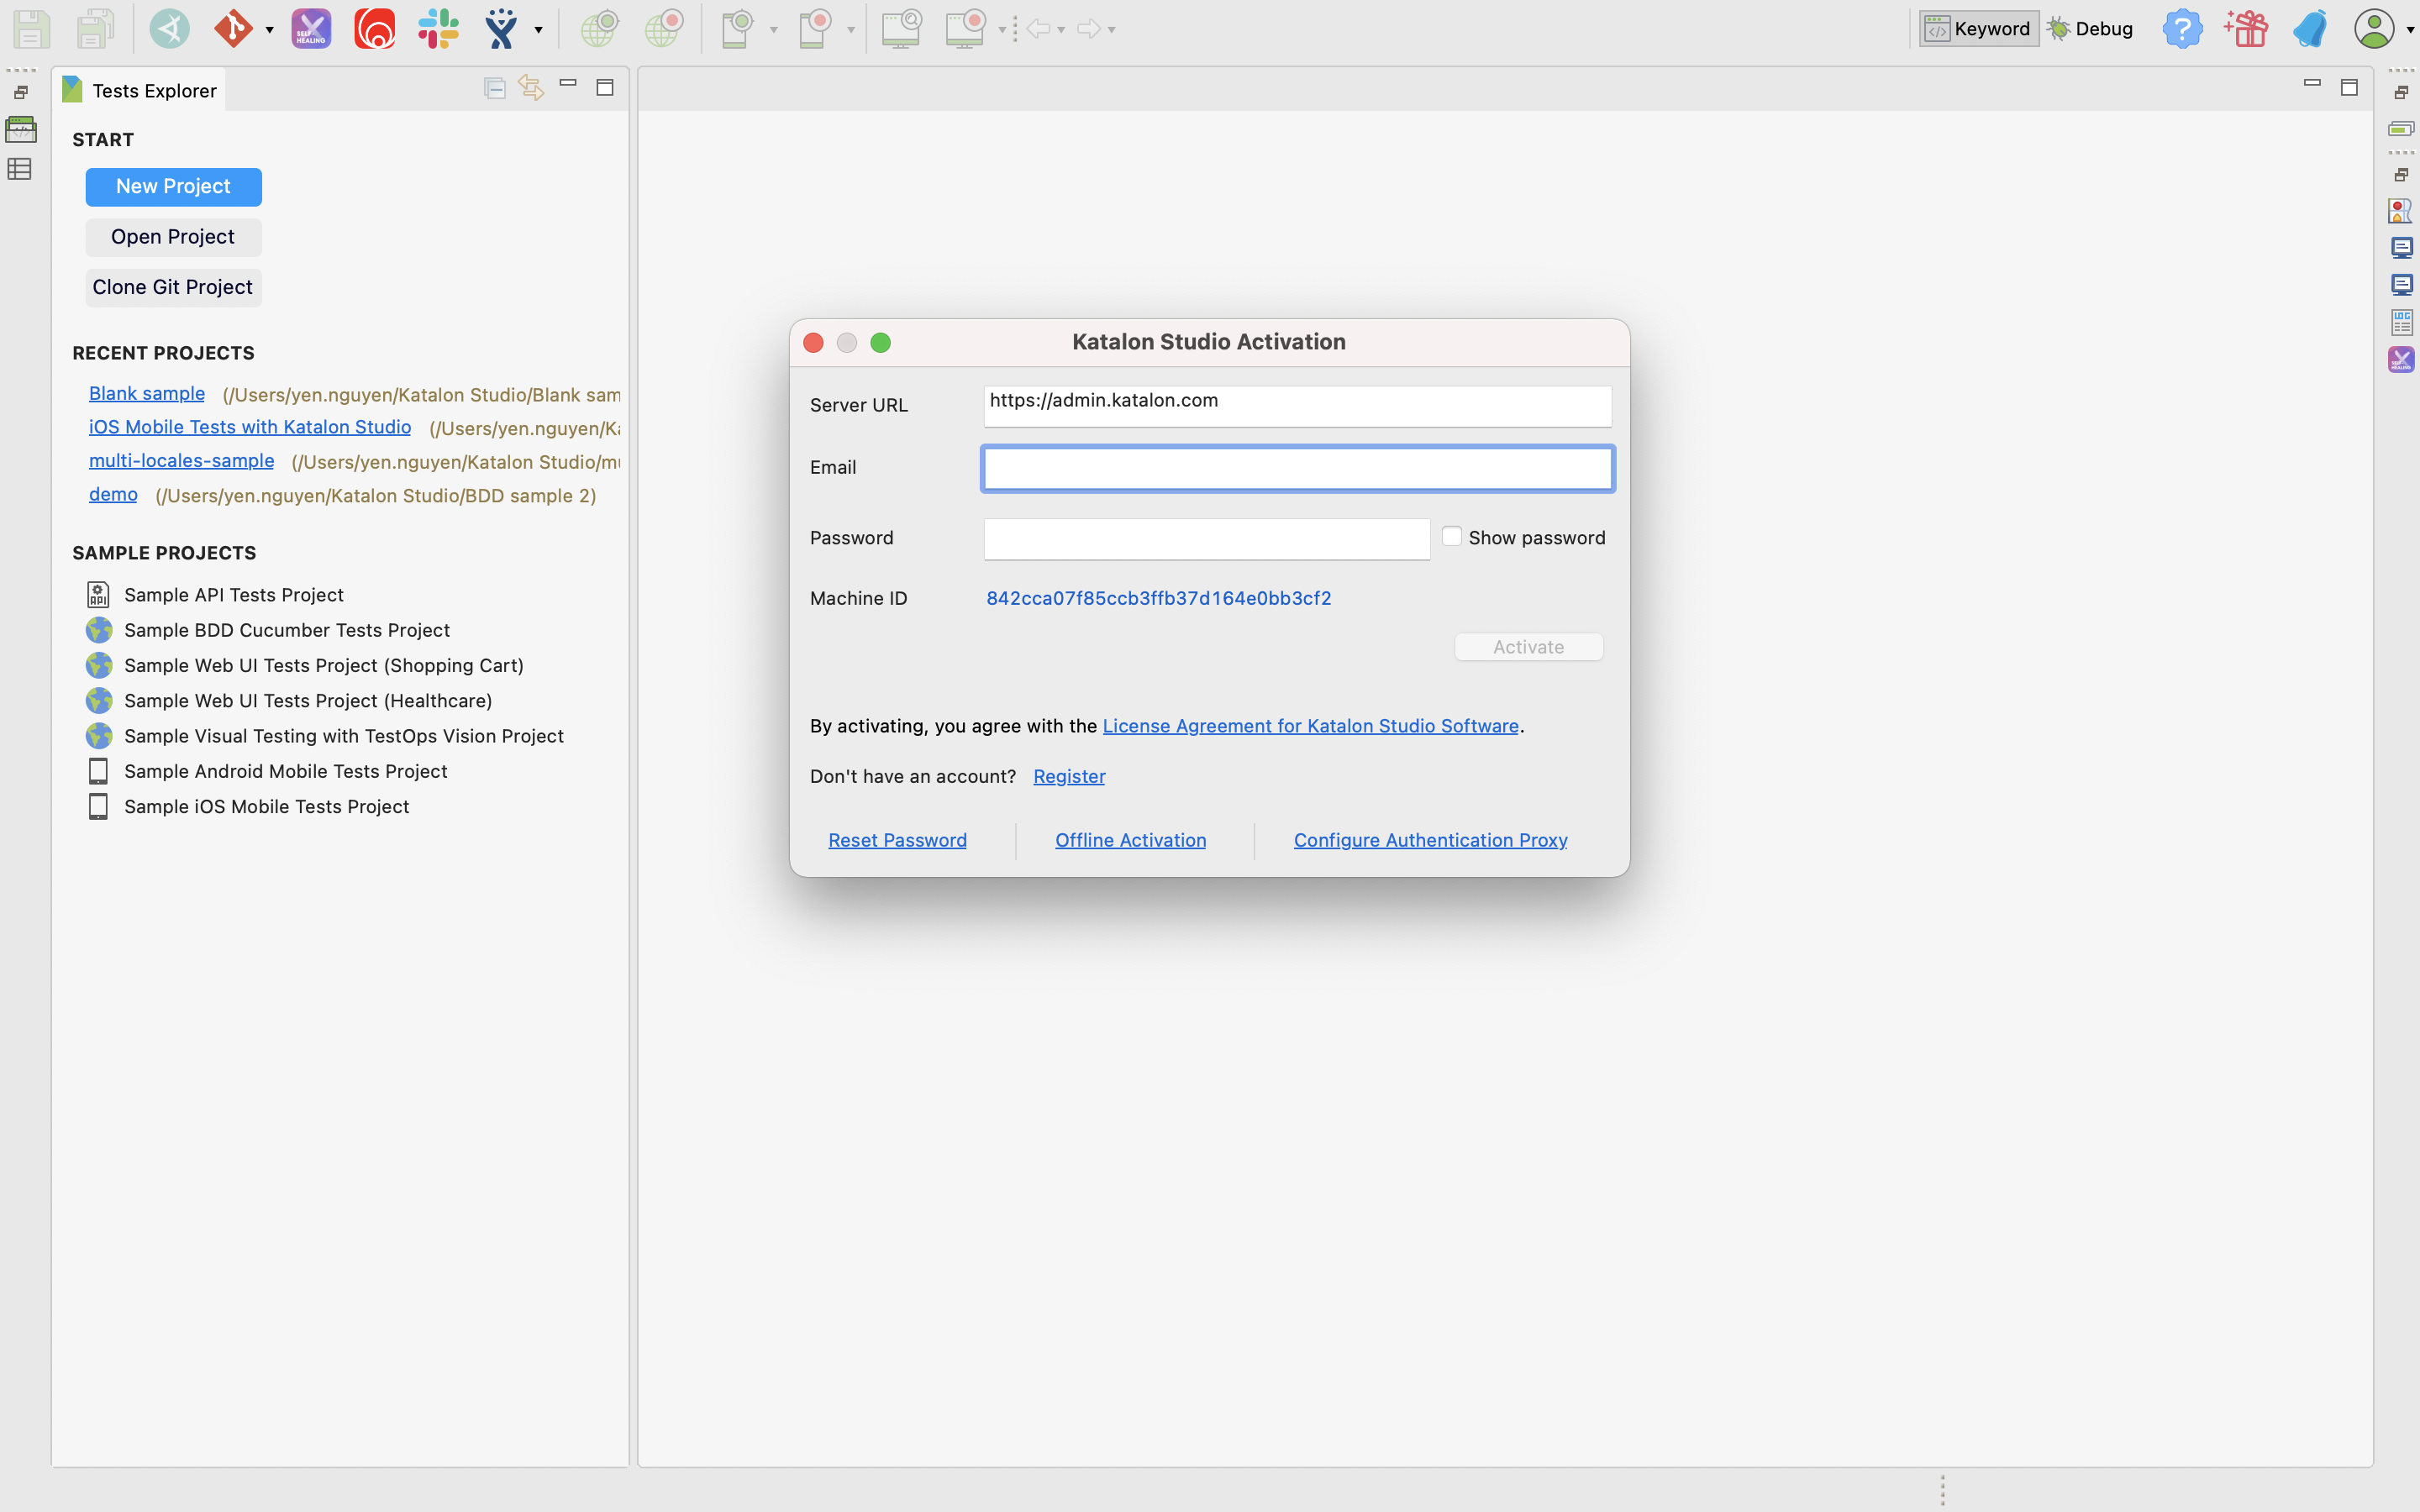 Keyword
Debug
Tests Explorer
START
New Project
Open Project
Clone Git Project
RECENT PROJECTS
Blank sample (/Users/yen.nguyen/Katalon Studio/Blank sam
iOS Mobile Tests with Katalon Studio (/Users/yen.nguyen/Ka
multi-locales-sample (/Users/yen.nguyen/Katalon Studio/mu
demo (/Users/yen.nguyen/Katalon Studio/BDD sample 2)
SAMPLE PROJECTS
Sample API Tests Project
Sample BDD Cucumber Tests Project
Sample Web UI Tests Project (Shopping Cart)
Sample Web UI Tests Project (Healthcare)
Sample Visual Testing with TestOps Vision Project
Sample Android Mobile Tests Project
Sample iOS Mobile Tests Project
Katalon Studio Activation
Server URL https://admin.katalon.com
Email
Password Show password
Machine ID 842cca07f85ccb3ffb37d164e0bb3cf2
Activate
By activating, you agree with the License Agreement for Katalon Studio Software.
Don't have an account? Register
Reset Password Offline Activation Configure Authentication Proxy
SELF HEALING
API
LOG